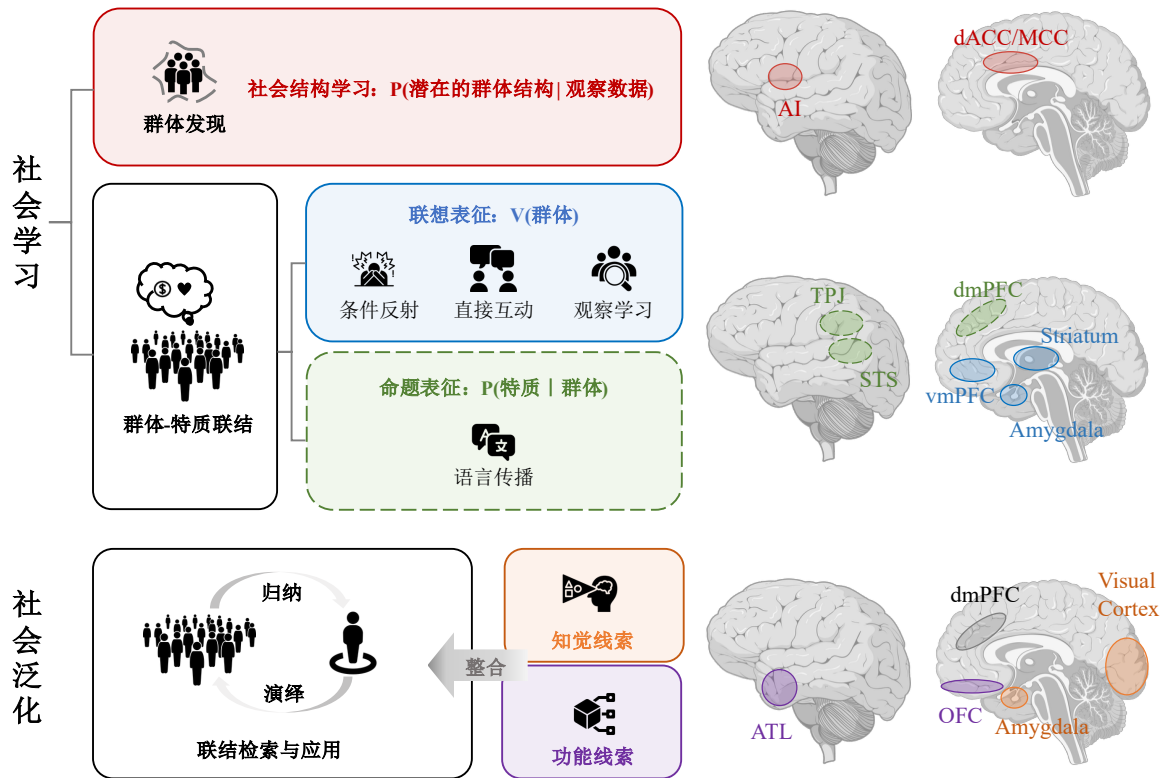 社会学习
群体发现
社会结构学习：P(潜在的群体结构|观察数据)
AI
dACC/MCC
$
群体-特质联结
联想表征：V(群体)
条件反射
直接互动
观察学习
命题表征：P(特质｜群体)
A
文
语言传播
TPJ
STS
dmPFC
Striatum
vmPFC
Amygdala
社会泛化
归纳
演绎
联结检索与应用
整合
知觉线索
功能线索
ATL
dmPFC
Visual
Cortex
OFC
Amygdala